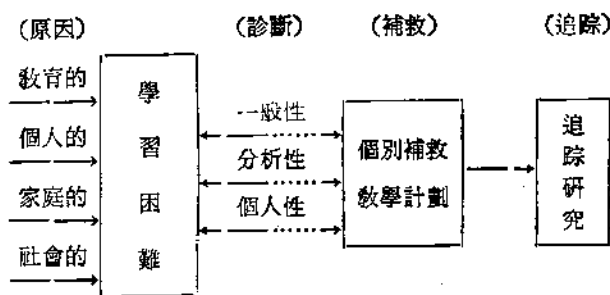 (原因) (診斷) (補救) (追踪)
教育的
個人的
家庭的
社會的
學習困難
一般性
分析性
個人性
個別補救
教學計劃
追踪研究